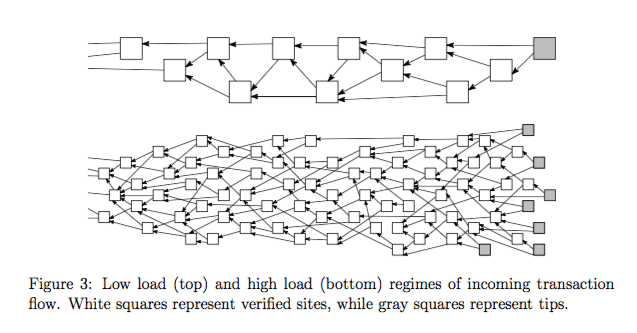 Figure 3: Low load (top) and high load (bottom) regimes of incoming transaction
flow. White squares represent verified sites, while gray squares represent tips.